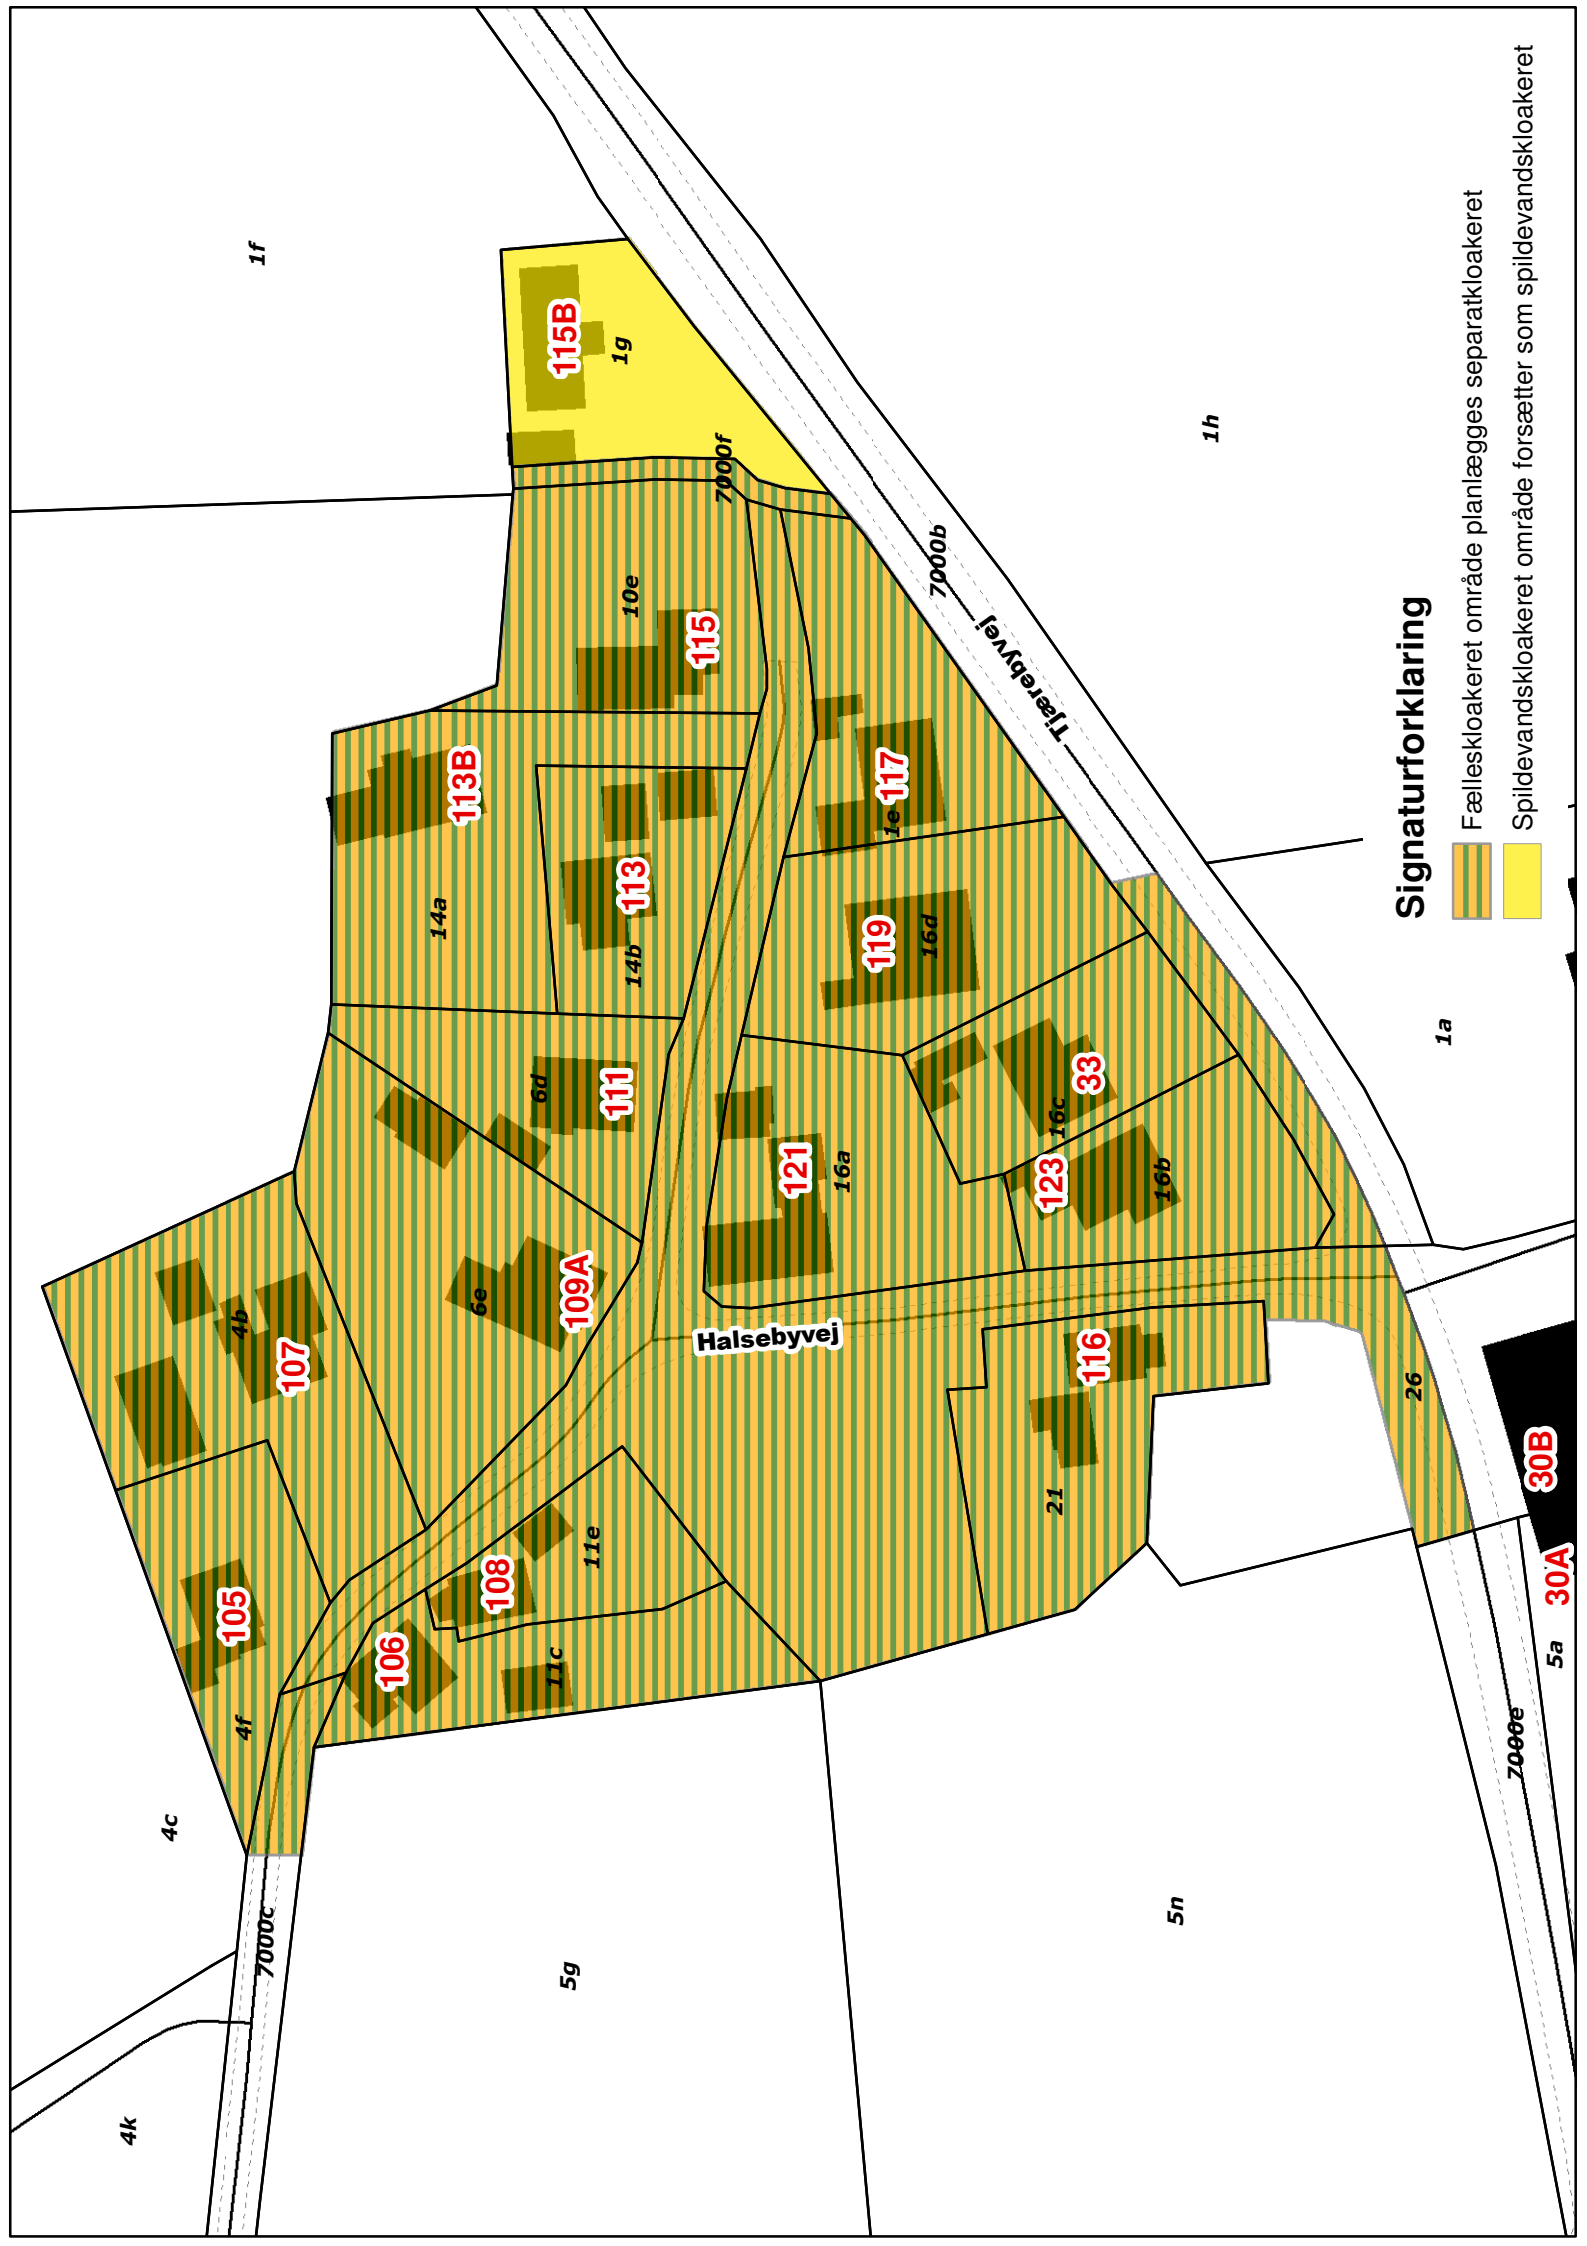 4k
7000c
4c
4f
105
107
4b
106
11c
108
11e
109A
6e
111
6d
14a
113B
113
14b
10e
115
7000f
115B
1g
1f
5g
Halsebyvej
121
16a
119
16d
117
1e
123
16b
16c
33
116
21
26
7000b
Tjærebyvej
1h
1a
5n
5a
7000e
30A
30B
Signaturforklaring
Fælleskloakeret område planlægges separatkloakeret
Spildevandskloakeret område forsætter som spildevandskloakeret